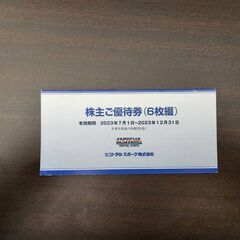 株主ご優待券(6枚綴)
有効期間 2023年7月1日~2023年12月31日
セントラルスポーツ株式会社